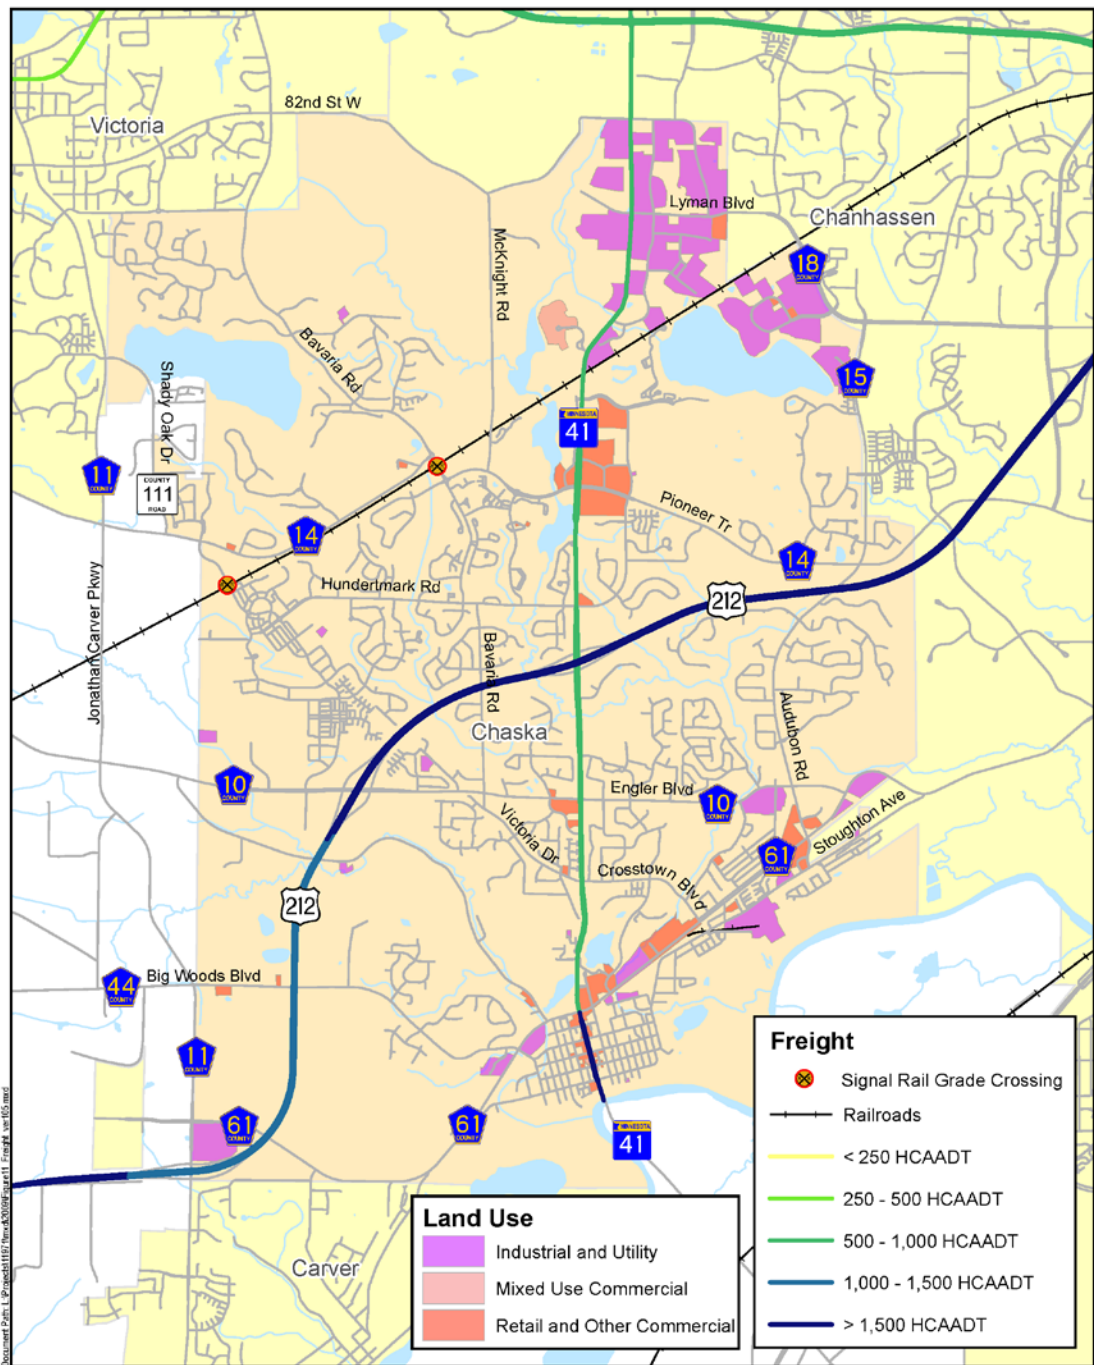 82nd St W
Victoria
Lyman Blvd
Chanhassen
McKnight Rd
18
COUNTY
Bavaria Rd
Shady Oak Dr
15
COUNTY
MINNESOTA
41
11
COUNTY
COUNTY
111
ROAD
Pioneer Tr
14
COUNTY
14
COUNTY
Hundertmark Rd
212
Jonathan Carver Pkwy
Bavaria Rd
Audubon Rd
Chaska
10
COUNTY
Engler Blvd
10
COUNTY
Victoria Dr
Stoughton Ave
61
COUNTY
Crosstown Blvd
212
44
COUNTY
Big Woods Blvd
11
COUNTY
61
COUNTY
61
COUNTY
MINNESOTA
41
Carver
Freight
Signal Rail Grade Crossing
Railroads
< 250 HCAADT
250 - 500 HCAADT
500 - 1,000 HCAADT
1,000 - 1,500 HCAADT
> 1,500 HCAADT
Land Use
Industrial and Utility
Mixed Use Commercial
Retail and Other Commercial